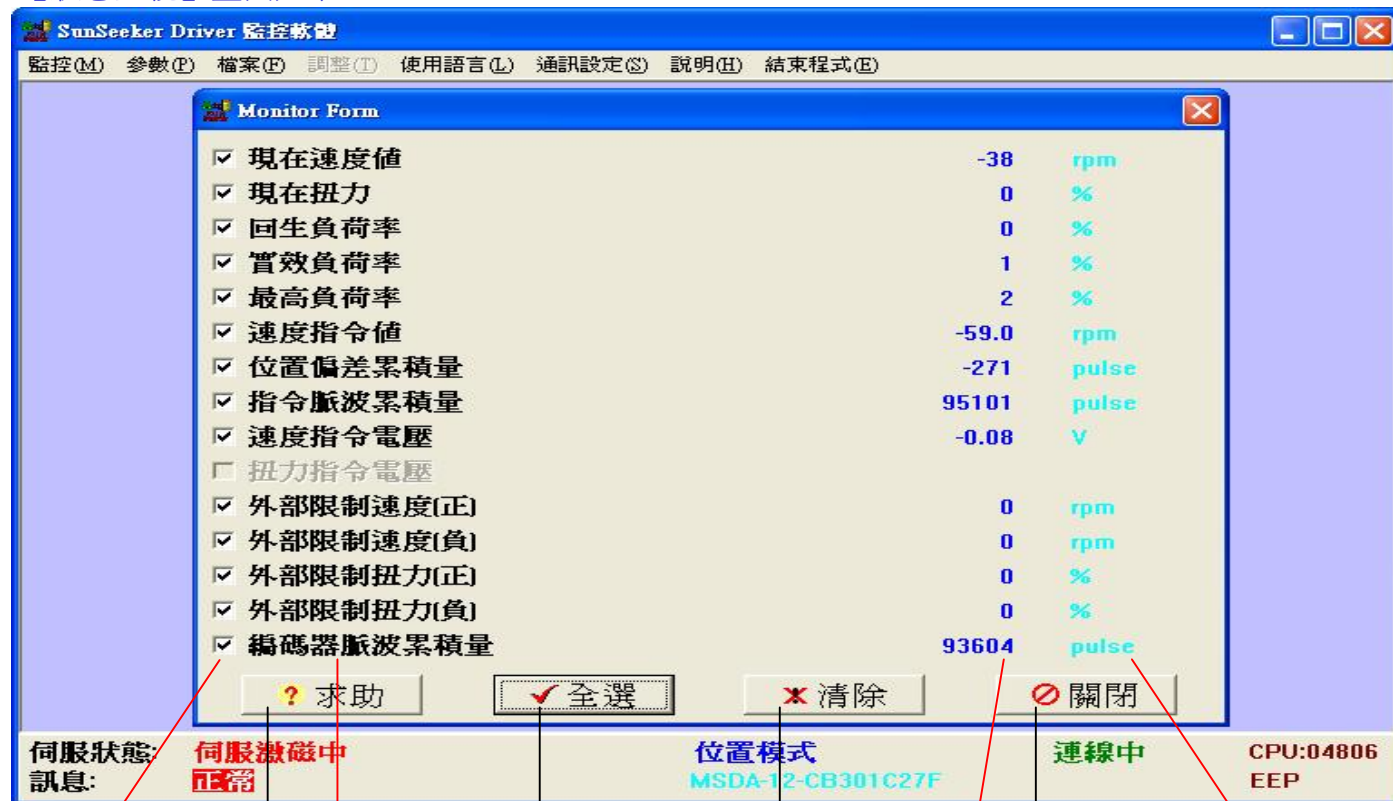 SunSeeker Driver 監控軟體
監控(M) 參數(P) 檔案(F) 調整(T) 使用語言(L) 通訊設定(S) 說明(H) 結束程式(E)
Monitor Form
現在速度值 -38 rpm
現在扭力 0 %
回生負荷率 0 %
實效負荷率 1 %
最高負荷率 2 %
速度指令值 -59.0 rpm
位置偏差累積量 -271 pulse
指令脈波累積量 95101 pulse
速度指令電壓 -0.08 V
扭力指令電壓
外部限制速度(正) 0 rpm
外部限制速度(負) 0 rpm
外部限制扭力(正) 0 %
外部限制扭力(負) 0 %
編碼器脈波累積量 93604 pulse
? 求助 全選 清除 關閉
伺服狀態: 伺服激磁中 位置模式 連線中 CPU:04806
訊息: 正常 MSDA-12-CB301C27F EEP